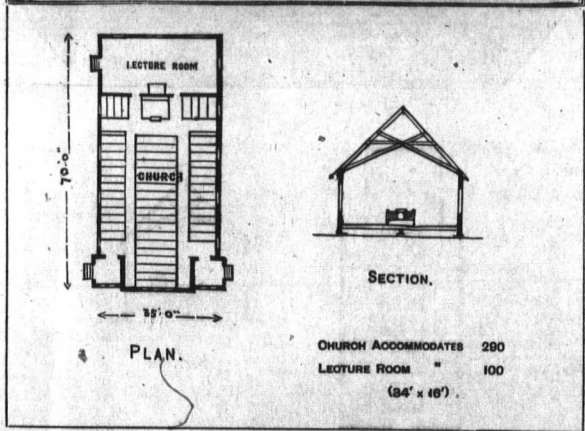 LECTURE ROOM
CHURCH
70'·0"
35'·0"
PLAN.
SECTION.
CHURCH ACCOMMODATES 290
LECTURE ROOM " 100
(34' x 16')